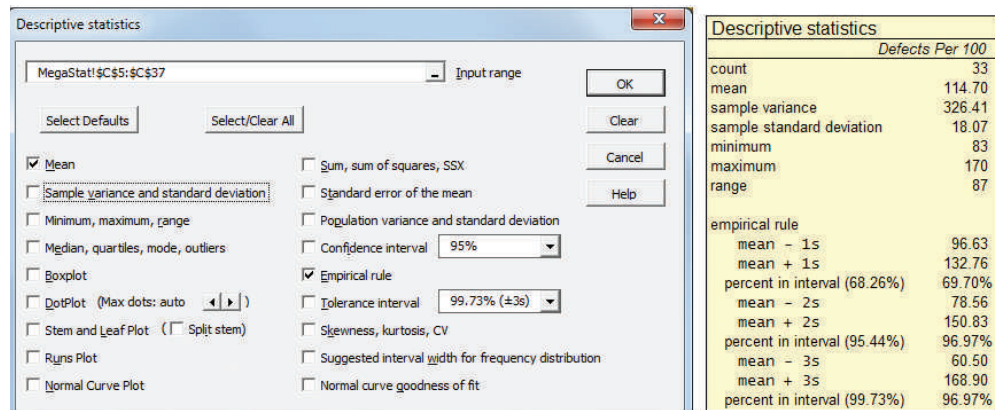 Descriptive statistics
x
MegaStat!$C$5:$C$37 _ Input range
OK
Select Defaults Select/Clear All
Clear
Cancel
Help
Mean
Sample variance and standard deviation
Minimum, maximum, range
Median, quartiles, mode, outliers
Boxplot
DotPlot (Max dots: auto )
Stem and Leaf Plot ( Split stem)
Runs Plot
Normal Curve Plot
Sum, sum of squares, SSX
Standard error of the mean
Population variance and standard deviation
Confidence interval 95%
Empirical rule
Tolerance interval 99.73% (±3s)
Skewness, kurtosis, CV
Suggested interval width for frequency distribution
Normal curve goodness of fit
Descriptive statistics
Defects Per 100
count 33
mean 114.70
sample variance 326.41
sample standard deviation 18.07
minimum 83
maximum 170
range 87
empirical rule
mean - 1s 96.63
mean + 1s 132.76
percent in interval (68.26%) 69.70%
mean - 2s 78.56
mean + 2s 150.83
percent in interval (95.44%) 96.97%
mean - 3s 60.50
mean + 3s 168.90
percent in interval (99.73%) 96.97%